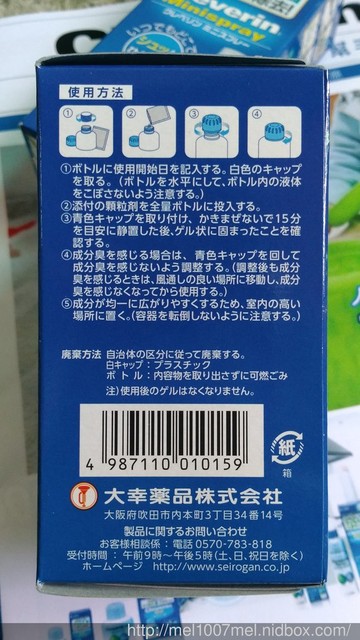 everin
Minispray
クレベリン ミニスプレー
使用方法
① ② ③ ④
①ボトルに使用開始日を記入する。白色のキャップ
を取る。(ボトルを水平にして、ボトル内の液体
をこぼさないよう注意する。)
②添付の顆粒剤を全量ボトルに投入する。
③青色キャップを取り付け、かきまぜないで15分
を目安に静置した後、ゲル状に固まったことを確
認する。
④成分臭を感じる場合は、青色キャップを回して
成分臭を感じないよう調整する。(調整後も成分
臭を感じるときは、風通しの良い場所に移動し、成分
臭を感じなくなってから使用する。)
⑤成分が均一に広がりやすくするため、室内の高い
場所に置く。(容器を転倒しないように注意する。)
廃棄方法 自治体の区分に従って廃棄する。
白キャップ：プラスチック
ボトル：内容物を取り出さずに可燃ごみ
注）使用後のゲルはなくなりません。
4 987110 010159
紙
箱
大幸薬品株式会社
大阪府吹田市内本町3丁目34番14号
製品に関するお問い合わせ
お客様相談係：電話 0570-783-818
受付時間：午前9時～午後5時(土、日、祝日を除く)
ホームページ http://www.seirogan.co.jp
http://mel1007mel.nidbox.com/